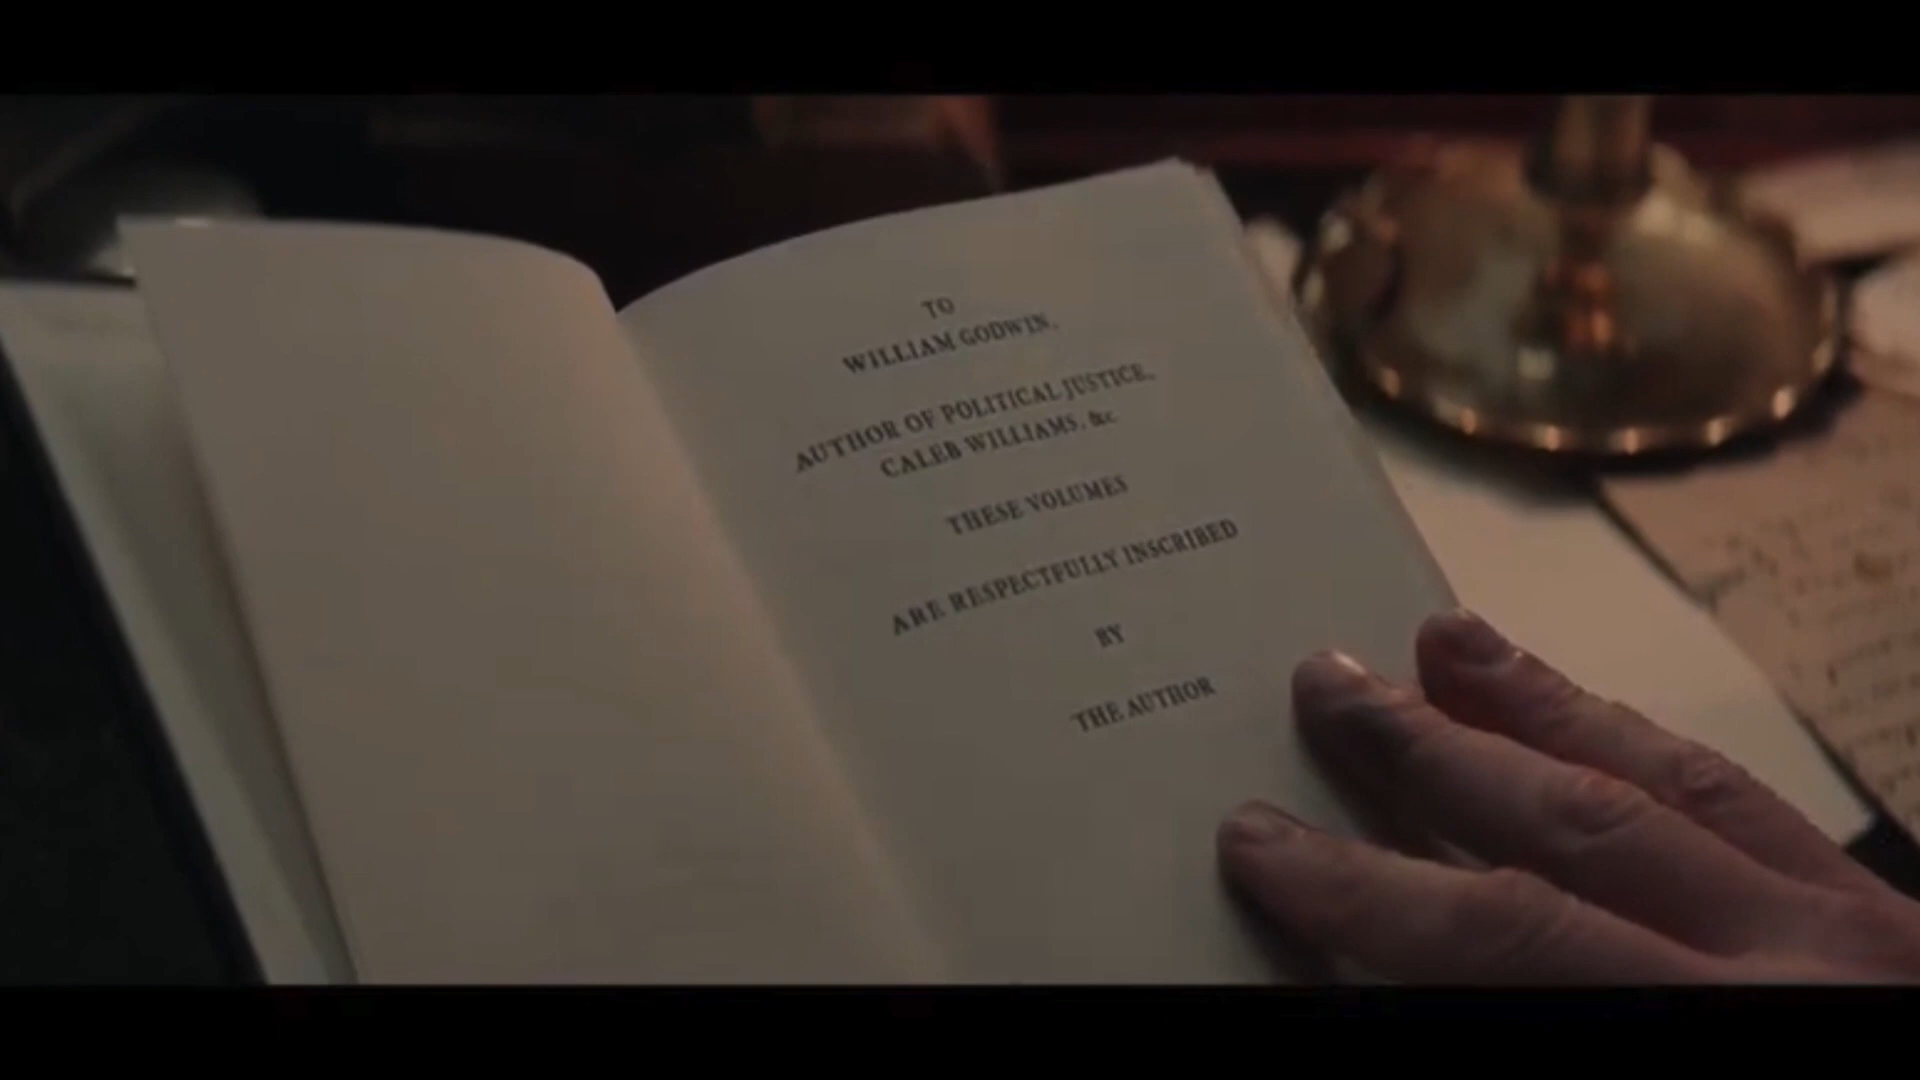 TO
WILLIAM GODWIN,
AUTHOR OF POLITICAL JUSTICE,
CALEB WILLIAMS, &c.
THESE VOLUMES
ARE RESPECTFULLY INSCRIBED
BY
THE AUTHOR